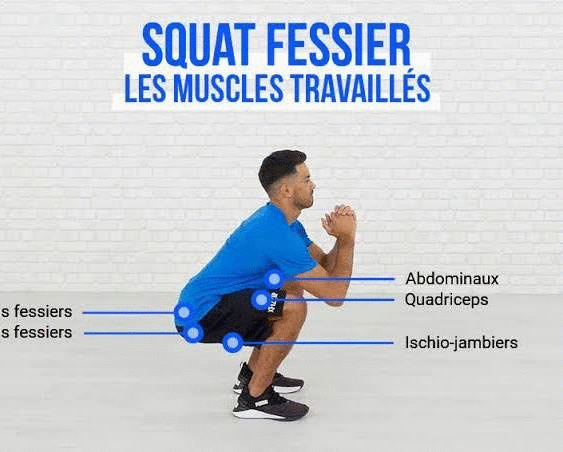 SQUAT FESSIER
LES MUSCLES TRAVAILLÉS
Abdominaux
Quadriceps
s fessiers
s fessiers
Ischio-jambiers